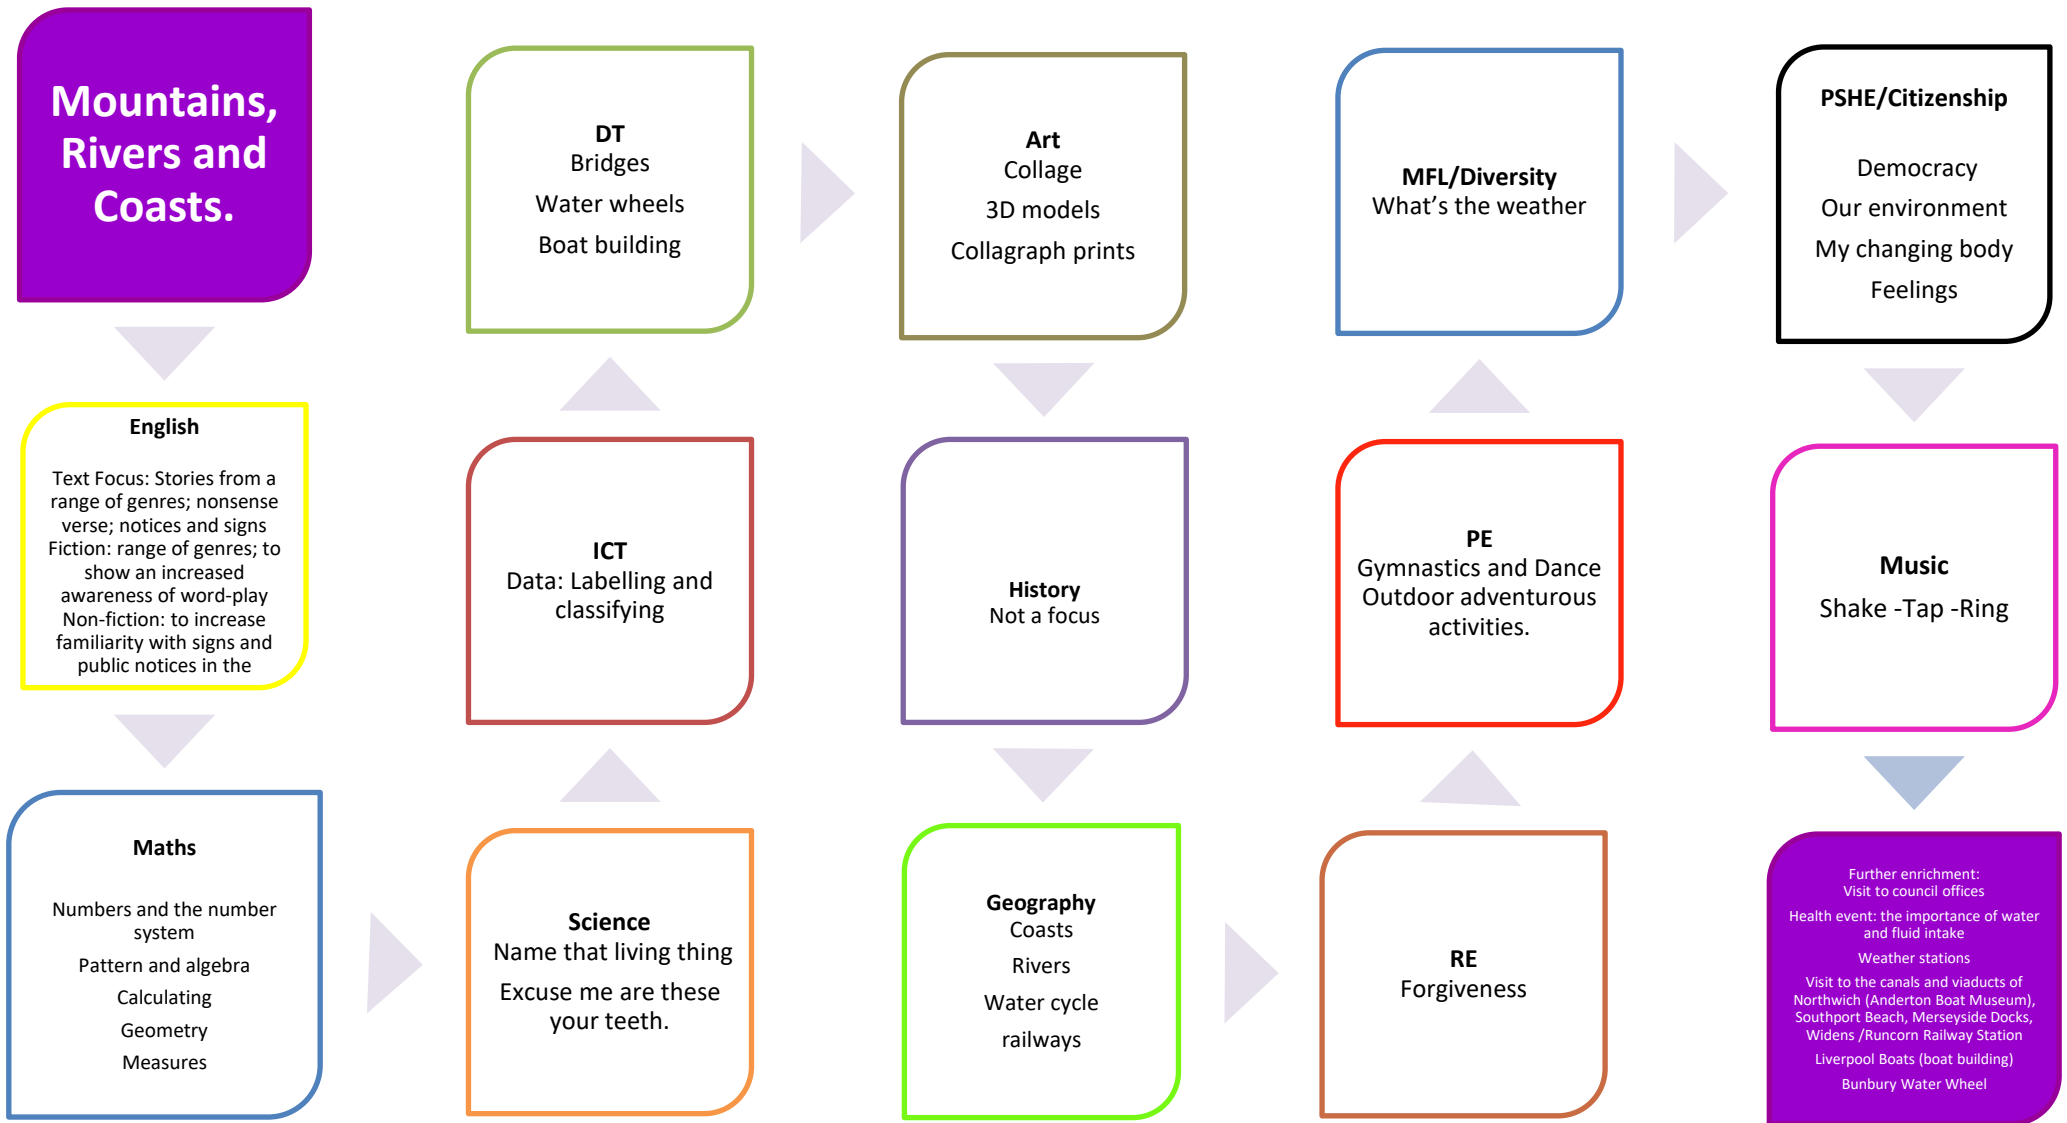 Mountains,
Rivers and
Coasts.
English
Text Focus: Stories from a
range of genres; nonsense
verse; notices and signs
Fiction: range of genres; to
show an increased
awareness of word-play
Non-fiction: to increase
familiarity with signs and
public notices in the
Maths
Numbers and the number
system
Pattern and algebra
Calculating
Geometry
Measures
Science
Name that living thing
Excuse me are these
your teeth.
ICT
Data: Labelling and
classifying
DT
Bridges
Water wheels
Boat building
Art
Collage
3D models
Collagraph prints
History
Not a focus
Geography
Coasts
Rivers
Water cycle
railways
RE
Forgiveness
PE
Gymnastics and Dance
Outdoor adventurous
activities.
MFL/Diversity
What's the weather
PSHE/Citizenship
Democracy
Our environment
My changing body
Feelings
Music
Shake -Tap -Ring
Further enrichment:
Visit to council offices
Health event: the importance of water
and fluid intake
Weather stations
Visit to the canals and viaducts of
Northwich (Anderton Boat Museum),
Southport Beach, Merseyside Docks,
Widens /Runcorn Railway Station
Liverpool Boats (boat building)
Bunbury Water Wheel